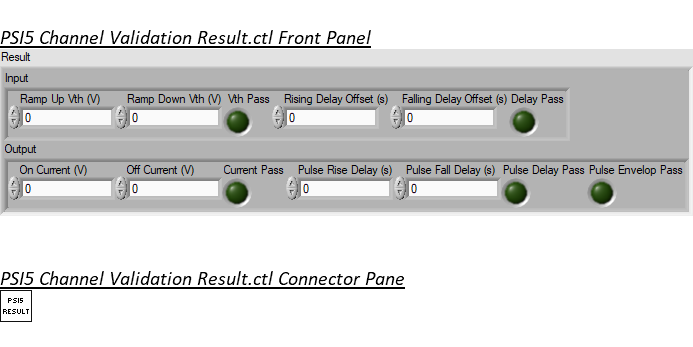 PSI5 Channel Validation Result.ctl Front Panel
Result
Input
Ramp Up Vth (V) Ramp Down Vth (V) Vth Pass Rising Delay Offset (s) Falling Delay Offset (s) Delay Pass
0 0 0 0
Output
On Current (V) Off Current (V) Current Pass Pulse Rise Delay (s) Pulse Fall Delay (s) Pulse Delay Pass Pulse Envelop Pass
0 0 0 0
PSI5 Channel Validation Result.ctl Connector Pane
PSI5
RESULT